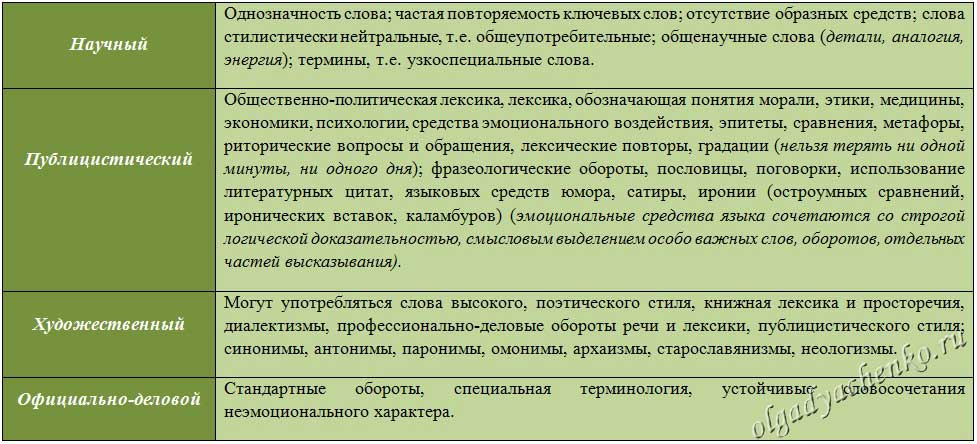 Научный
Однозначность слова; частая повторяемость ключевых слов; отсутствие образных средств; слова
стилистически нейтральные, т.е. общеупотребительные; общенаучные слова (детали, аналогия,
энергия); термины, т.е. узкоспециальные слова.
Публицистический
Общественно-политическая лексика, лексика, обозначающая понятия морали, этики, медицины,
экономики, психологии, средства эмоционального воздействия, эпитеты, сравнения, метафоры,
риторические вопросы и обращения, лексические повторы, градации (нельзя терять ни одной
минуты, ни одного дня); фразеологические обороты, пословицы, поговорки, использование
литературных цитат, языковых средств юмора, сатиры, иронии (остроумных сравнений,
иронических вставок, каламбуров) (эмоциональные средства языка сочетаются со строгой
логической доказательностью, смысловым выделением особо важных слов, оборотов, отдельных
частей высказывания).
Художественный
Могут употребляться слова высокого, поэтического стиля, книжная лексика и просторечия,
диалектизмы, профессионально-деловые обороты речи и лексики, публицистического стиля;
синонимы, антонимы, паронимы, омонимы, архаизмы, старославянизмы, неологизмы.
Официально-деловой
Стандартные обороты, специальная терминология, устойчивые словосочетания
неэмоционального характера.
olgadyashenko.ru